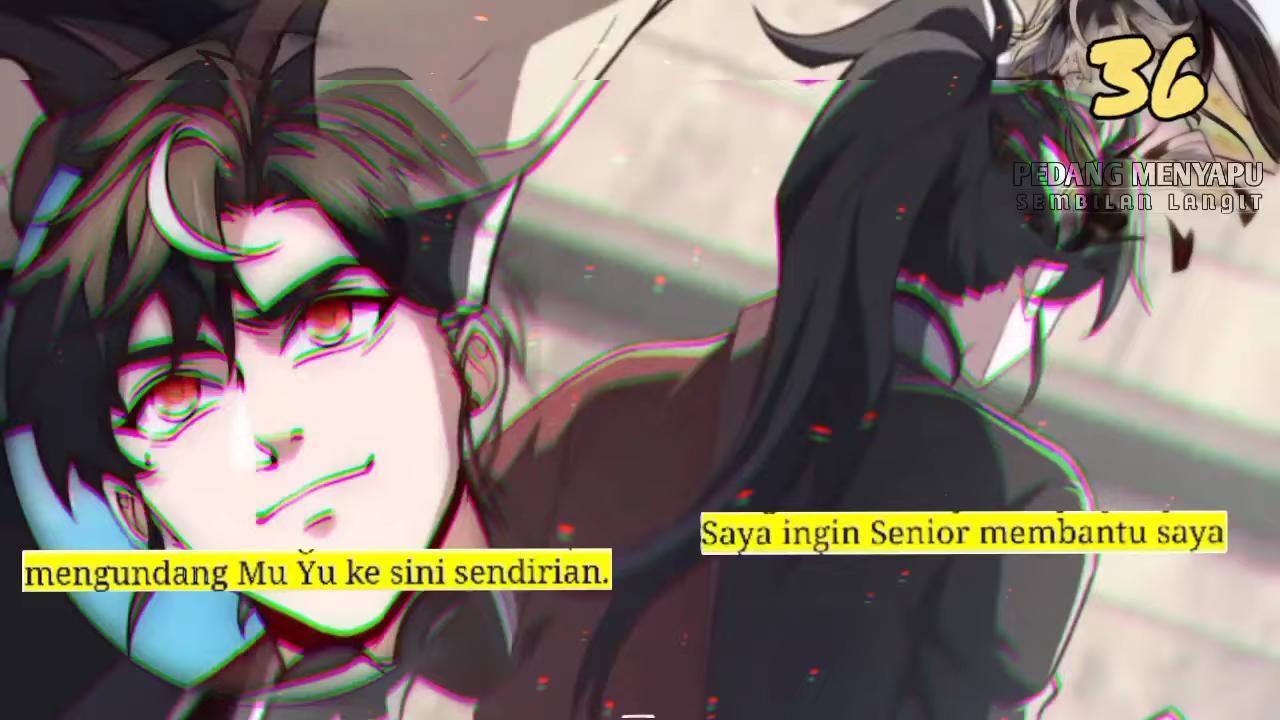 36
PEDANG MENYAPU
SEMBILAN LANGIT
Saya ingin Senior membantu saya
mengundang Mu Yu ke sini sendirian.